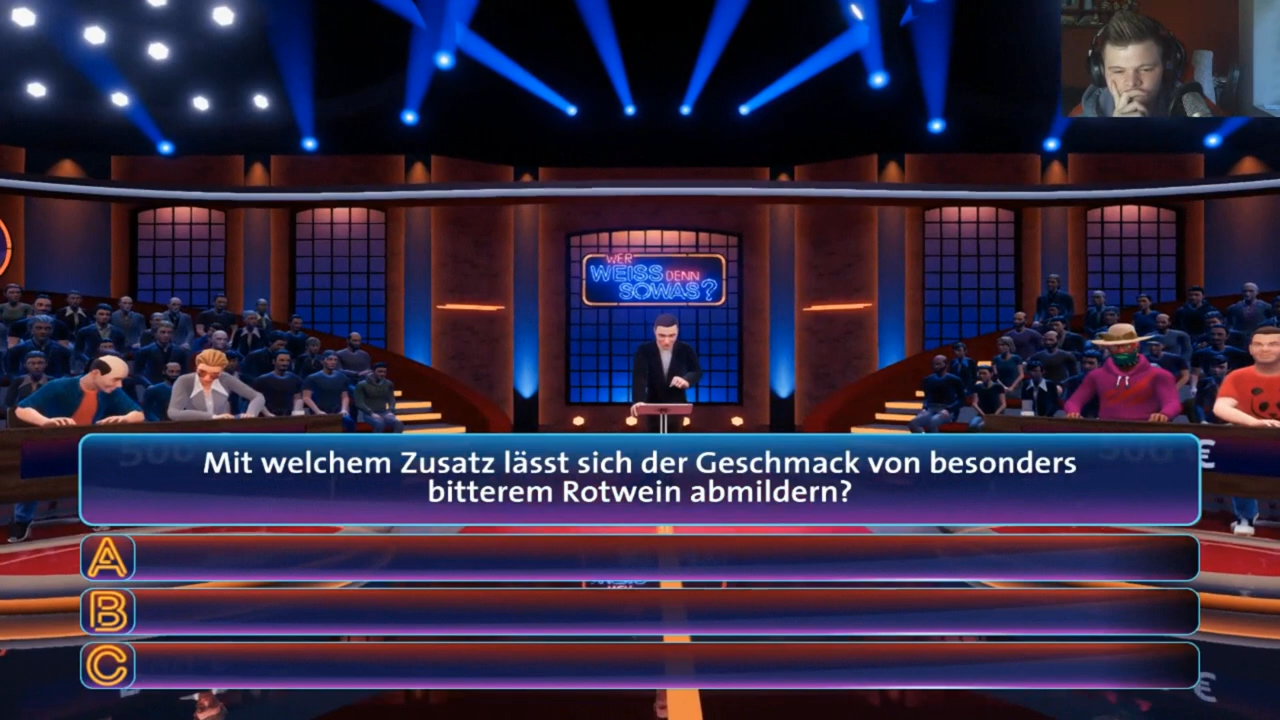 WER
WEISS DENN
SOWAS?
Mit welchem Zusatz lässt sich der Geschmack von besonders
bitterem Rotwein abmildern?
A
B
C